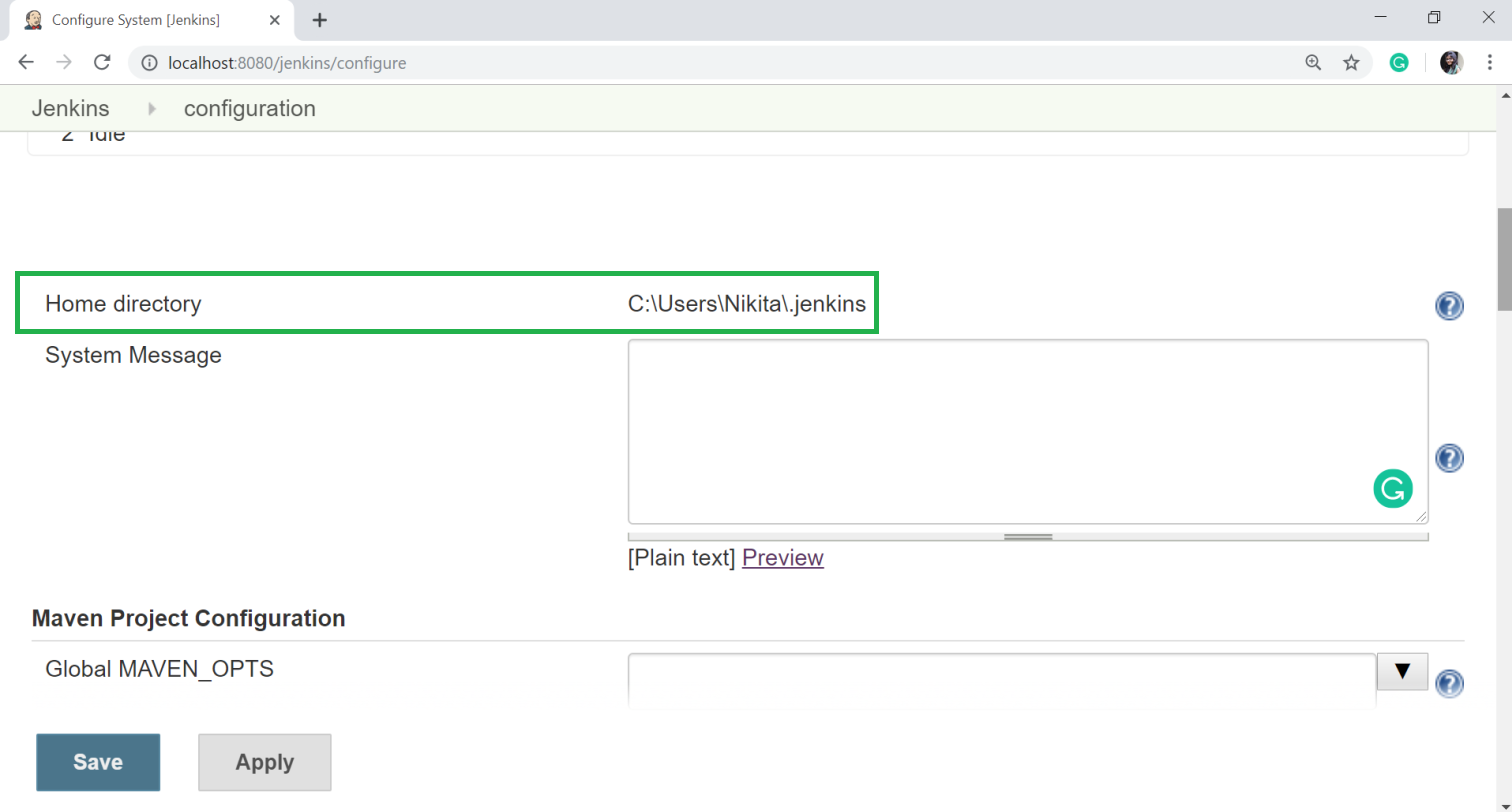 Configure System [Jenkins]
localhost:8080/jenkins/configure
Jenkins configuration
2 Idle
Home directory C:\Users\Nikita\.jenkins
System Message
[Plain text] Preview
Maven Project Configuration
Global MAVEN_OPTS
Save Apply